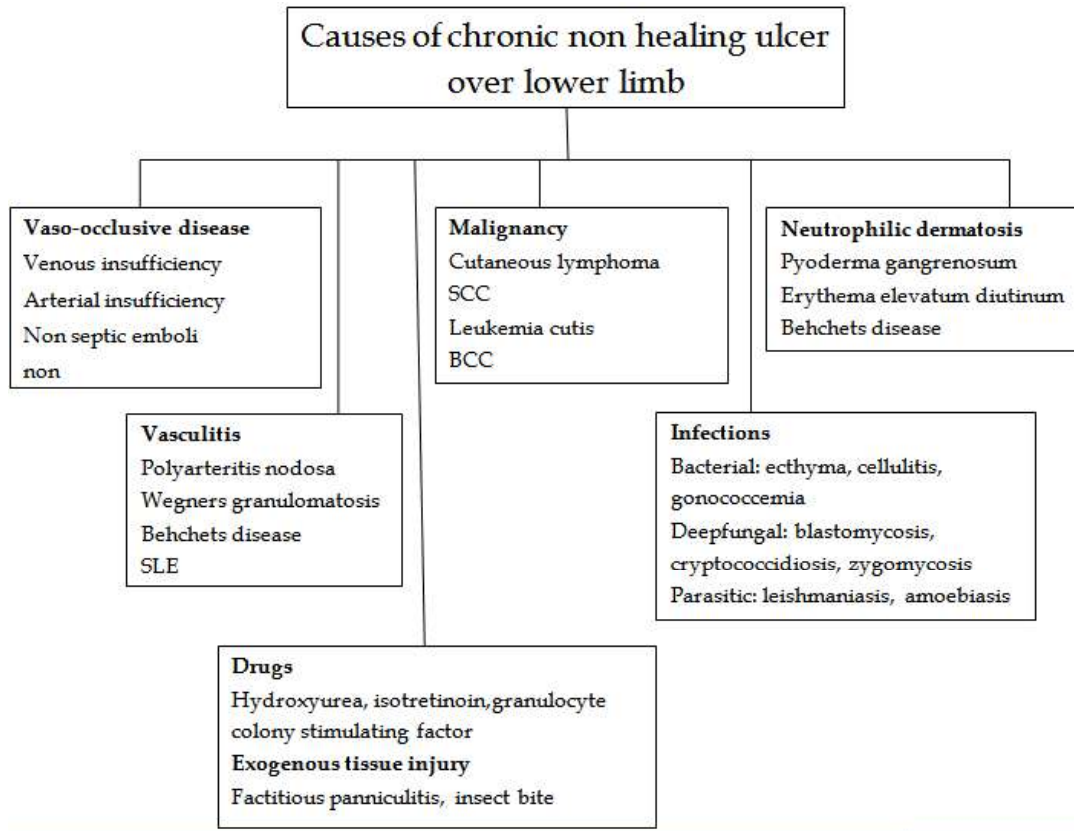 Causes of chronic non healing ulcer
over lower limb
Vaso-occlusive disease
Venous insufficiency
Arterial insufficiency
Non septic emboli
non
Malignancy
Cutaneous lymphoma
SCC
Leukemia cutis
BCC
Neutrophilic dermatosis
Pyoderma gangrenosum
Erythema elevatum diutinum
Behchets disease
Vasculitis
Polyarteritis nodosa
Wegners granulomatosis
Behchets disease
SLE
Infections
Bacterial: ecthyma, cellulitis,
gonococcemia
Deepfungal: blastomycosis,
cryptococcidiosis, zygomycosis
Parasitic: leishmaniasis, amoebiasis
Drugs
Hydroxyurea, isotretinoin,granulocyte
colony stimulating factor
Exogenous tissue injury
Factitious panniculitis, insect bite